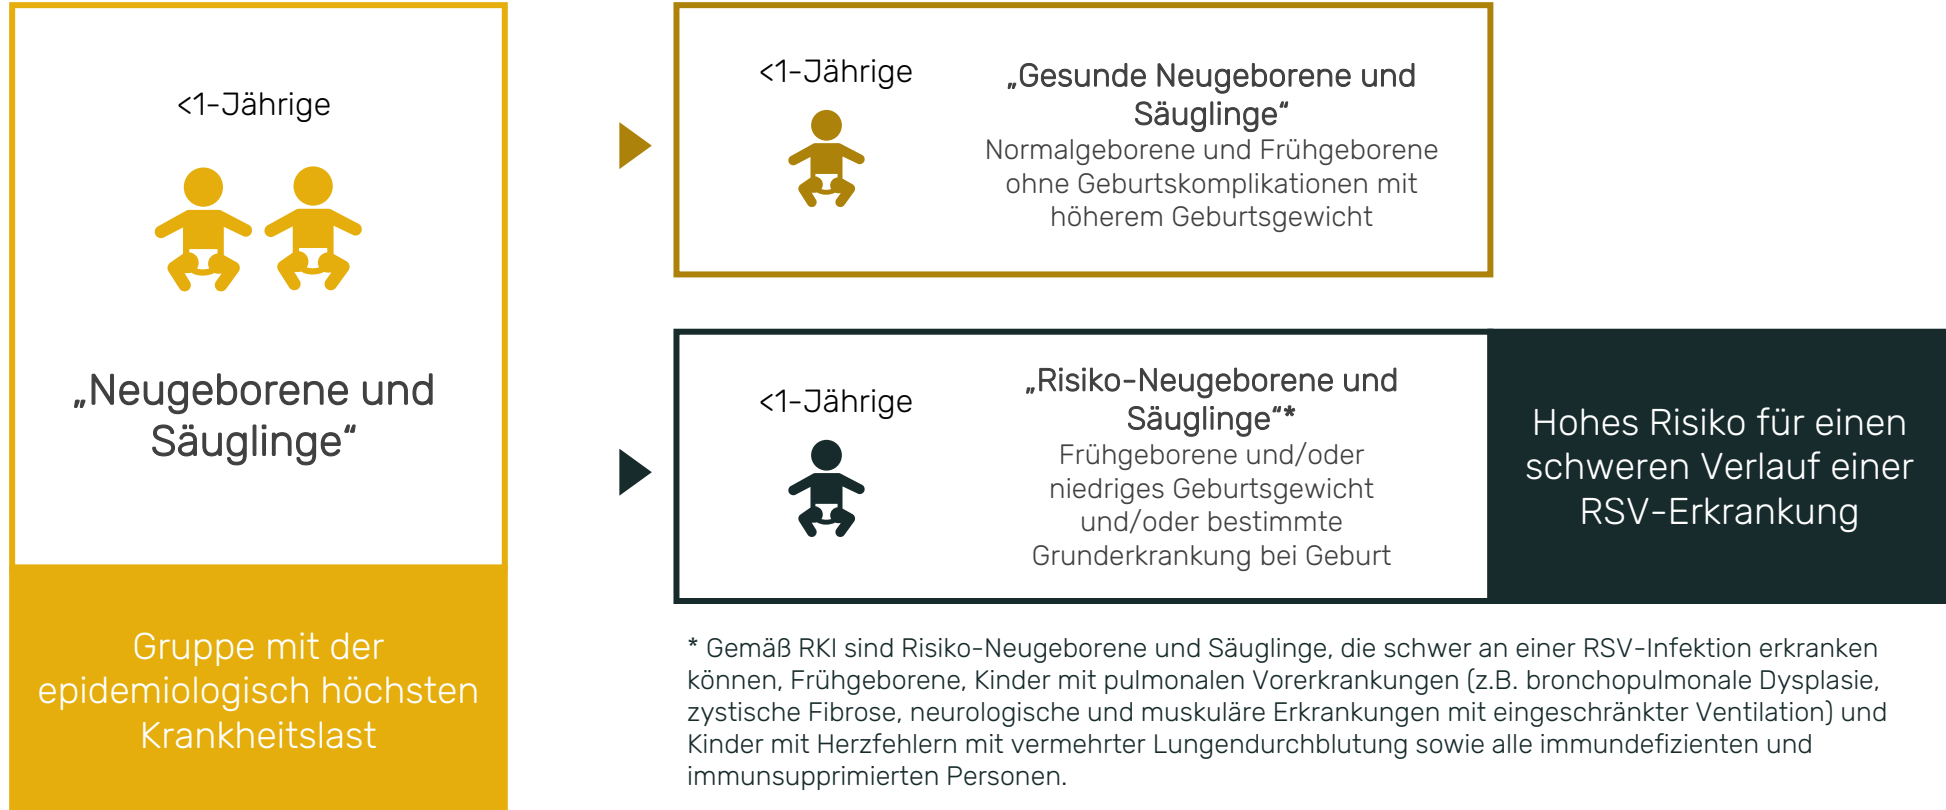 <1-Jährige
„Neugeborene und
Säuglinge“
Gruppe mit der
epidemiologisch höchsten
Krankheitslast
<1-Jährige
„Gesunde Neugeborene und
Säuglinge“
Normalgeborene und Frühgeborene
ohne Geburtskomplikationen mit
höherem Geburtsgewicht
<1-Jährige
„Risiko-Neugeborene und
Säuglinge“*
Frühgeborene und/oder
niedriges Geburtsgewicht
und/oder bestimmte
Grunderkrankung bei Geburt
Hohes Risiko für einen
schweren Verlauf einer
RSV-Erkrankung
* Gemäß RKI sind Risiko-Neugeborene und Säuglinge, die schwer an einer RSV-Infektion erkranken
können, Frühgeborene, Kinder mit pulmonalen Vorerkrankungen (z.B. bronchopulmonale Dysplasie,
zystische Fibrose, neurologische und muskuläre Erkrankungen mit eingeschränkter Ventilation) und
Kinder mit Herzfehlern mit vermehrter Lungendurchblutung sowie alle immundefizienten und
immunsupprimierten Personen.